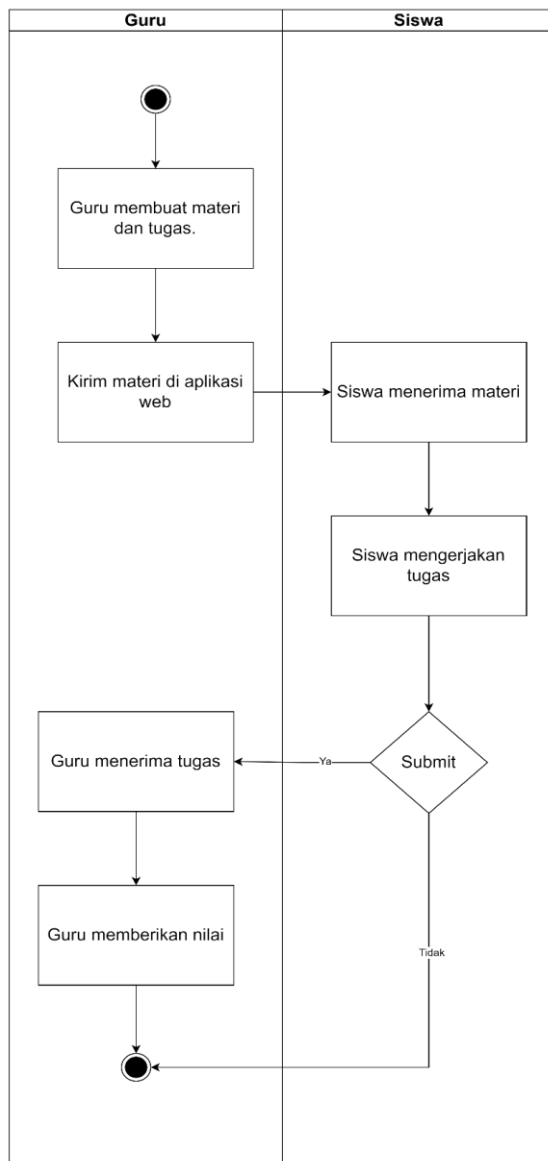 Guru
Siswa
Guru membuat materi
dan tugas.
Kirim materi di aplikasi
web
Siswa menerima materi
Siswa mengerjakan
tugas
Submit
Ya
Guru menerima tugas
Guru memberikan nilai
Tidak